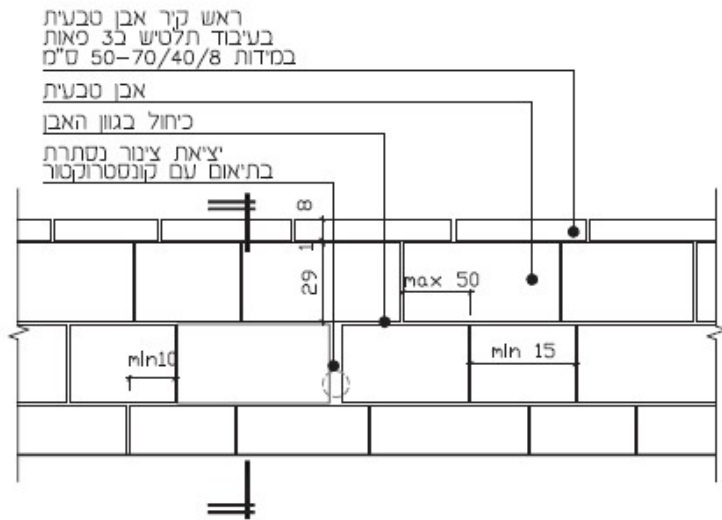 ראש קיר אבן טבעית
בעיבוד תלטיש ב3 פאות
במידות 50-70/40/8 ס"מ
אבן טבעית
כיחול בגוון האבן
יציאת צינור נסתרת
בתיאום עם קונסטרוקטור
8
1
29
max 50
min10
min 15